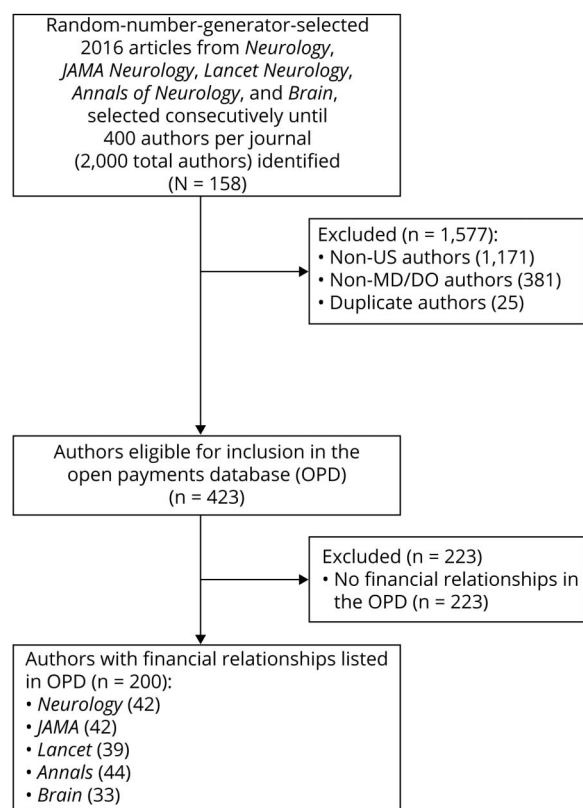 Random-number-generator-selected
2016 articles from Neurology,
JAMA Neurology, Lancet Neurology,
Annals of Neurology, and Brain,
selected consecutively until
400 authors per journal
(2,000 total authors) identified
(N = 158)
Excluded (n = 1,577):
• Non-US authors (1,171)
• Non-MD/DO authors (381)
• Duplicate authors (25)
Authors eligible for inclusion in the
open payments database (OPD)
(n = 423)
Excluded (n = 223)
• No financial relationships in
the OPD (n = 223)
Authors with financial relationships listed
in OPD (n = 200):
• Neurology (42)
• JAMA (42)
• Lancet (39)
• Annals (44)
• Brain (33)